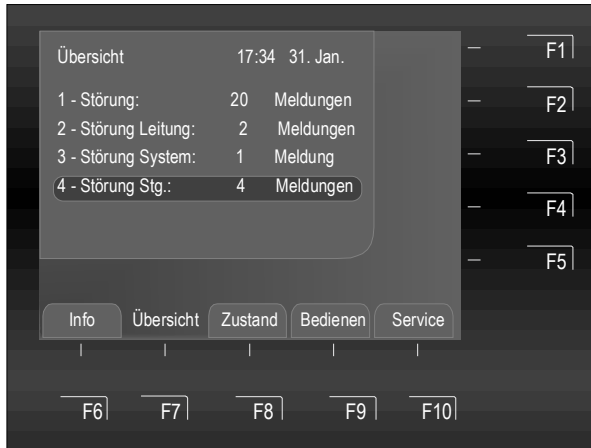 Übersicht 17:34 31. Jan.
1 - Störung: 20 Meldungen
2 - Störung Leitung: 2 Meldungen
3 - Störung System: 1 Meldung
4 - Störung Stg.: 4 Meldungen
F1
F2
F3
F4
F5
Info Übersicht Zustand Bedienen Service
F6 F7 F8 F9 F10